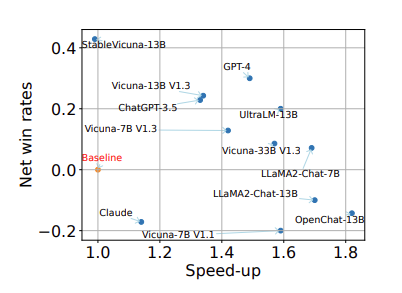 0.4
StableVicuna-13B
GPT-4
Vicuna-13B V1.3
0.2
ChatGPT-3.5
UltraLM-13B
Vicuna-7B V1.3
Vicuna-33B V1.3
Baseline
0.0
LLaMA2-Chat-7B
LLaMA2-Chat-13B
Claude
OpenChat-13B
−0.2
Vicuna-7B V1.1
Net win rates
1.0 1.2 1.4 1.6 1.8
Speed-up